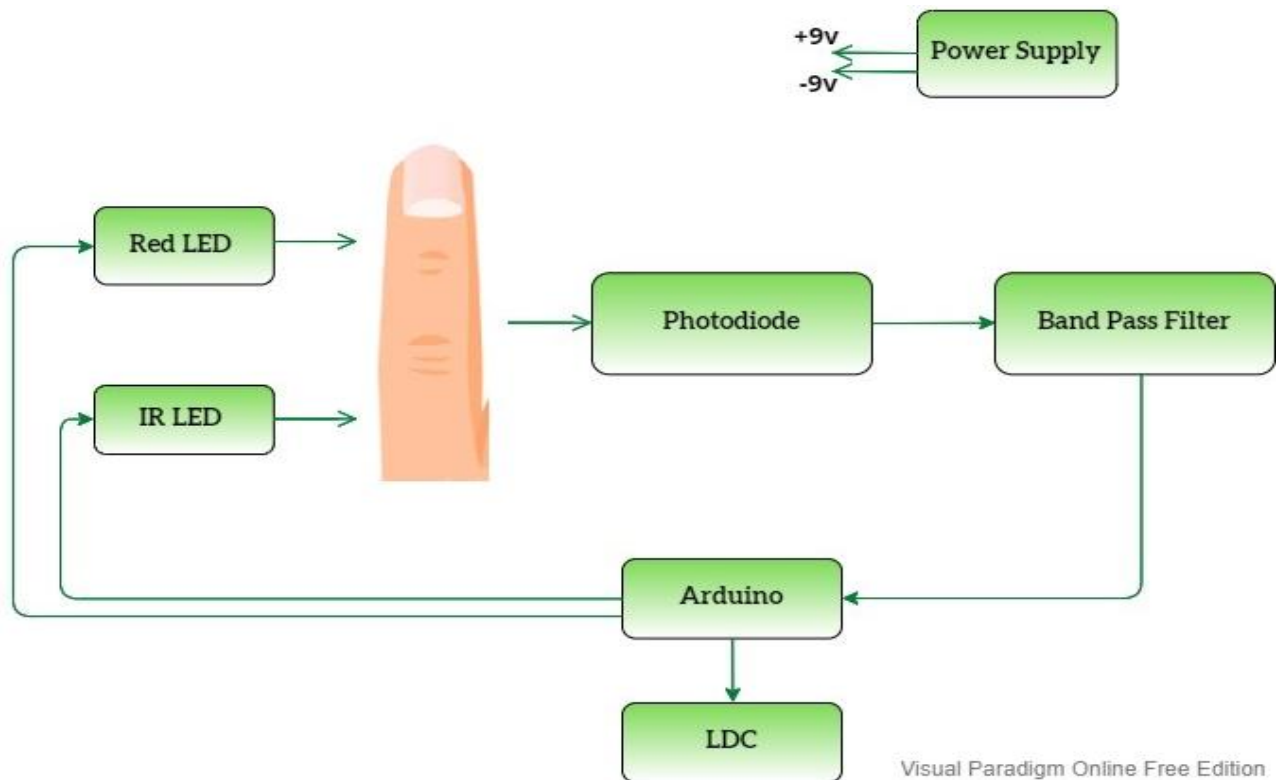 +9v
Power Supply
-9v
Red LED
Photodiode
Band Pass Filter
IR LED
Arduino
LDC
Visual Paradigm Online Free Edition